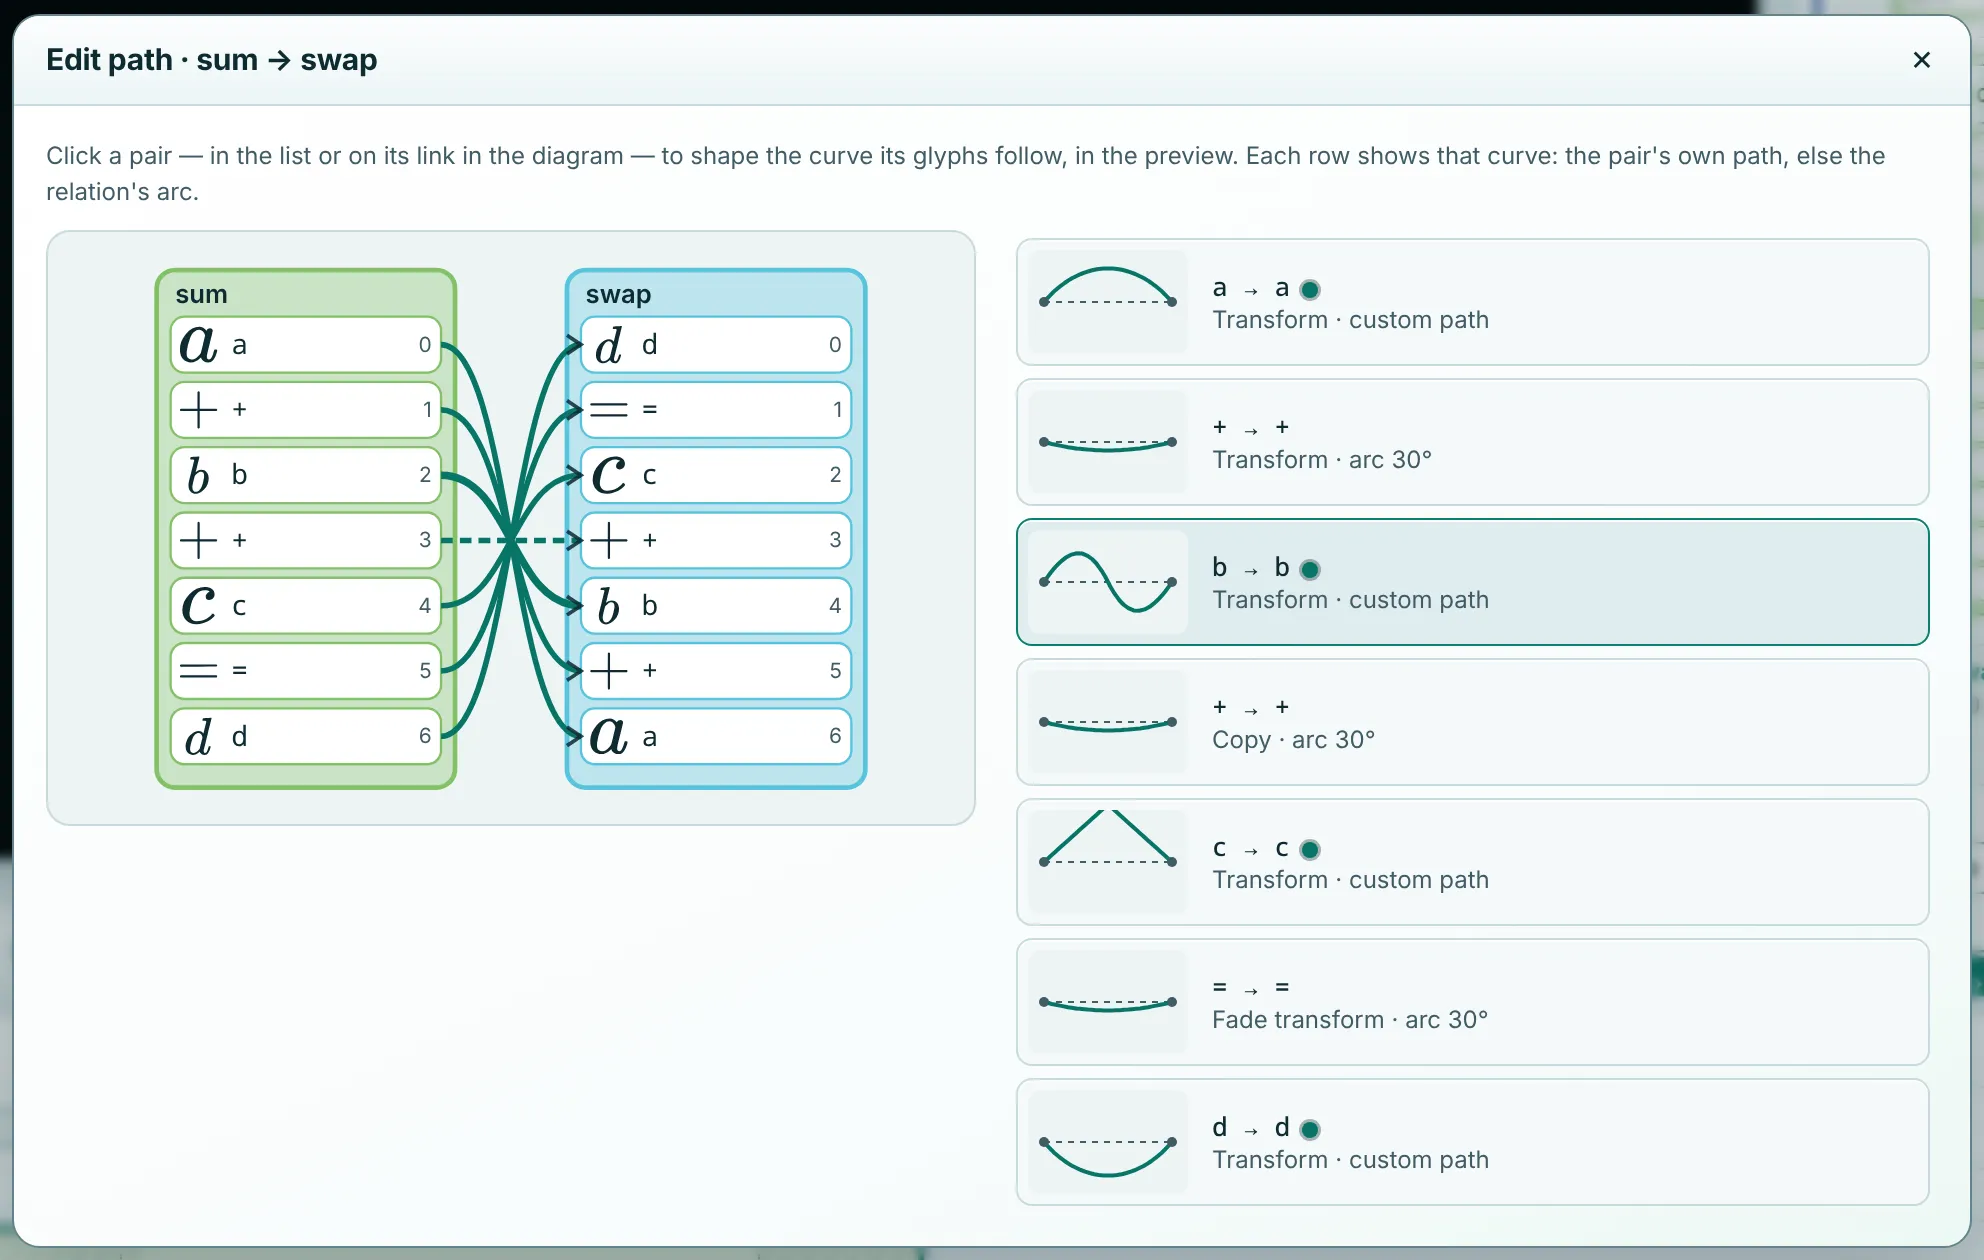 Edit path · sum → swap
Click a pair — in the list or on its link in the diagram — to shape the curve its glyphs follow, in the preview. Each row shows that curve: the pair's own path, else the
relation's arc.
sum
a a 0
+ + 1
b b 2
+ + 3
c c 4
= = 5
d d 6
swap
d d 0
= = 1
c c 2
+ + 3
b b 4
+ + 5
a a 6
a → a
Transform · custom path
+ → +
Transform · arc 30°
b → b
Transform · custom path
+ → +
Copy · arc 30°
c → c
Transform · custom path
= → =
Fade transform · arc 30°
d → d
Transform · custom path